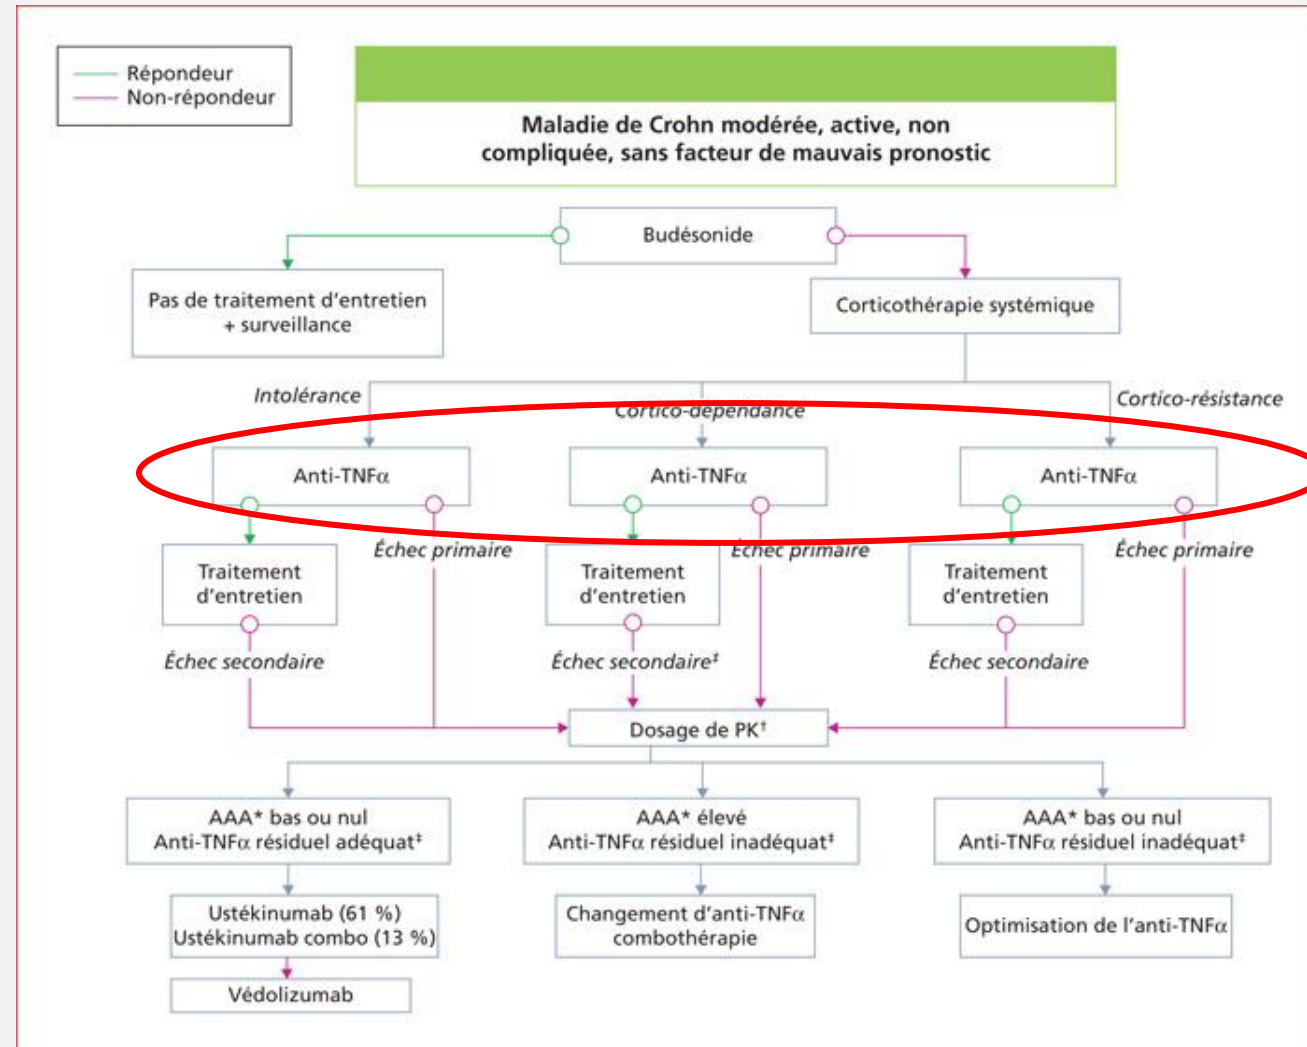 Répondeur
Non-répondeur
Maladie de Crohn modérée, active, non
compliquée, sans facteur de mauvais pronostic
Budésonide
Pas de traitement d'entretien
+ surveillance
Corticothérapie systémique
Intolérance
Cortico-dépendance
Cortico-résistance
Anti-TNFα
Anti-TNFα
Anti-TNFα
Échec primaire
Échec primaire
Échec primaire
Traitement
d'entretien
Traitement
d'entretien
Traitement
d'entretien
Échec secondaire
Échec secondaire‡
Échec secondaire
Dosage de PK†
AAA* bas ou nul
Anti-TNFα résiduel adéquat‡
AAA* élevé
Anti-TNFα résiduel inadéquat‡
AAA* bas ou nul
Anti-TNFα résiduel inadéquat‡
Ustékinumab (61 %)
Ustékinumab combo (13 %)
Changement d'anti-TNFα
combothérapie
Optimisation de l'anti-TNFα
Védolizumab